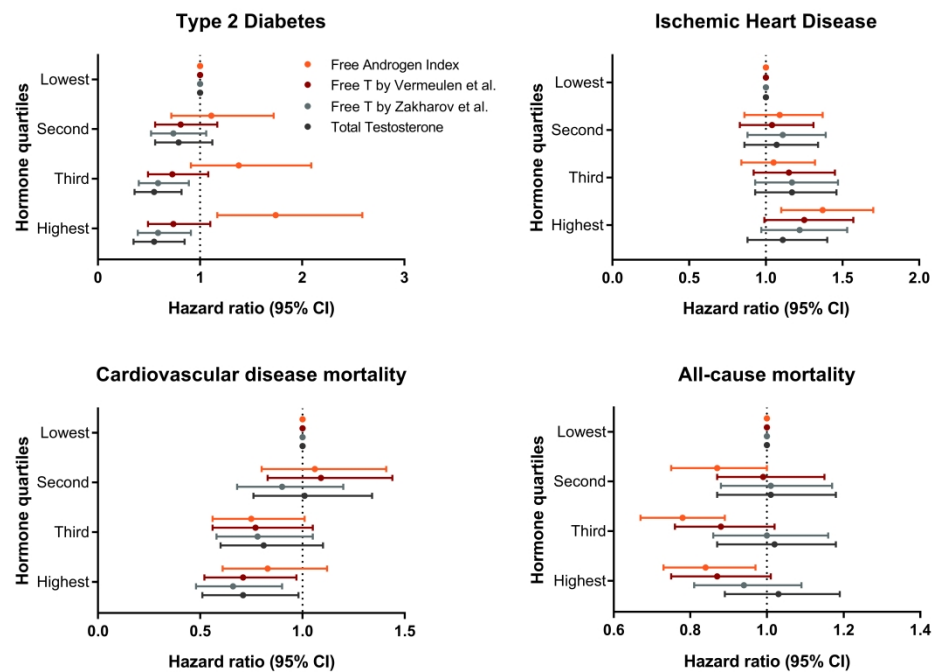 Type 2 Diabetes
Hormone quartiles
Lowest
Second
Third
Highest
Free Androgen Index
Free T by Vermeulen et al.
Free T by Zakharov et al.
Total Testosterone
0
1
2
3
Hazard ratio (95% CI)
Ischemic Heart Disease
Hormone quartiles
Lowest
Second
Third
Highest
0.0
0.5
1.0
1.5
2.0
Hazard ratio (95% CI)
Cardiovascular disease mortality
Hormone quartiles
Lowest
Second
Third
Highest
0.0
0.5
1.0
1.5
Hazard ratio (95% CI)
All-cause mortality
Hormone quartiles
Lowest
Second
Third
Highest
0.6
0.8
1.0
1.2
1.4
Hazard ratio (95% CI)